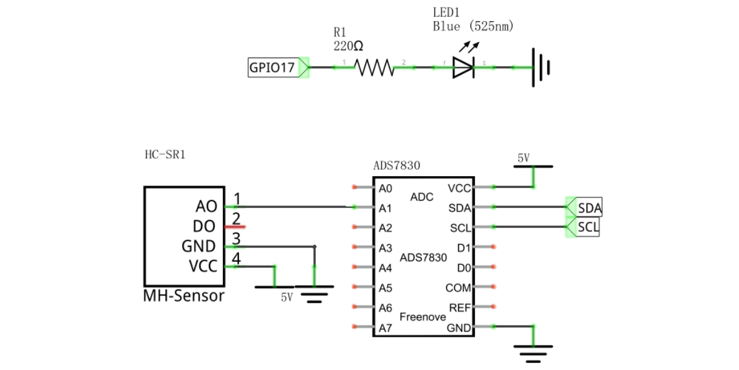 LED1
Blue (525nm)
R1
220Ω
GPIO17
1
2
HC-SR1
ADS7830
5V
AO 1
DO 2
GND 3
VCC 4
MH-Sensor
5V
A0
A1
A2
A3
A4
A5
A6
A7
ADC
ADS7830
Freenove
VCC
SDA
SCL
D1
D0
COM
REF
GND
SDA
SCL